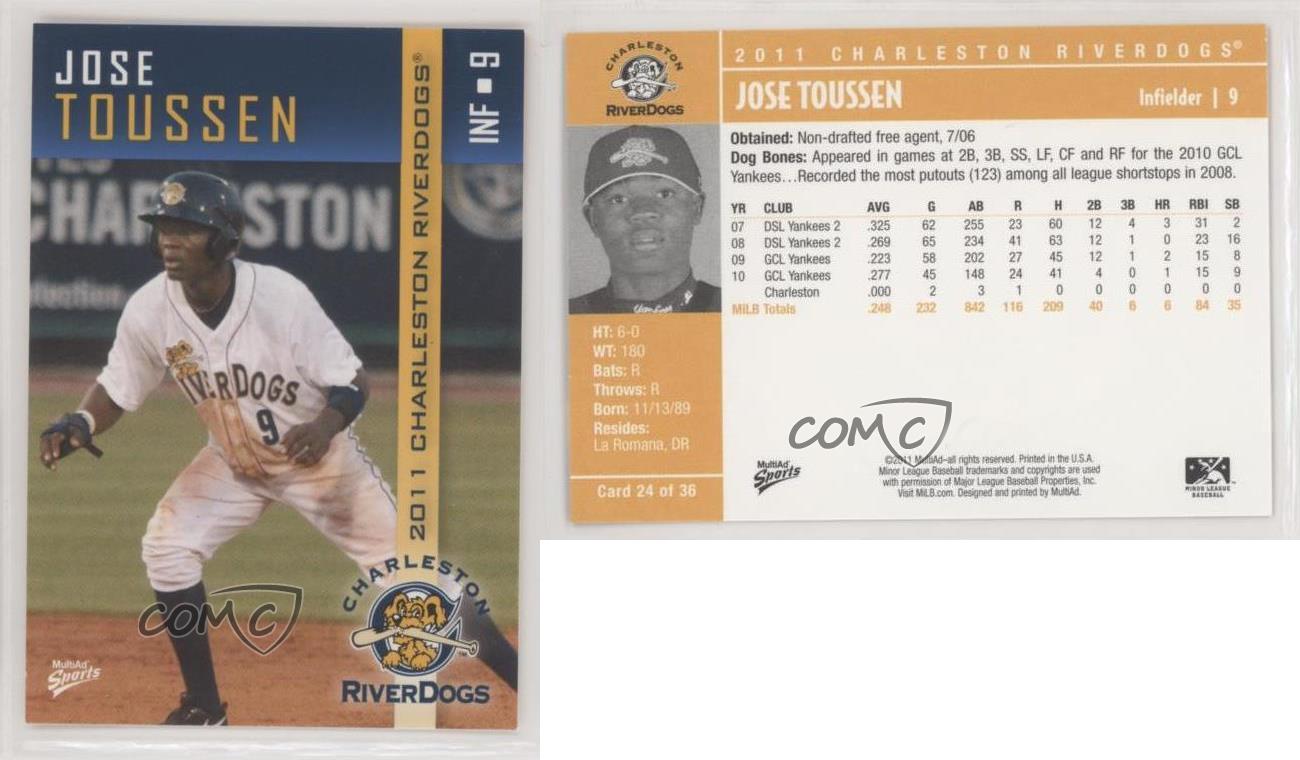 JOSE
TOUSSEN
INF ■ 9
2011 CHARLESTON RIVERDOGS®
CHARLESTON
RIVERDOGS
9
CHARLESTON
RIVERDOGS
MultiAd
Sports
COMC
CHARLESTON
RIVERDOGS
2011 CHARLESTON RIVERDOGS®
JOSE TOUSSEN
Infielder | 9
Obtained: Non-drafted free agent, 7/06
Dog Bones: Appeared in games at 2B, 3B, SS, LF, CF and RF for the 2010 GCL
Yankees…Recorded the most putouts (123) among all league shortstops in 2008.
YR CLUB AVG G AB R H 2B 3B HR RBI SB
07 DSL Yankees 2 .325 62 255 23 60 12 4 3 31 2
08 DSL Yankees 2 .269 65 234 41 63 12 1 0 23 16
09 GCL Yankees .223 58 202 27 45 12 1 2 15 8
10 GCL Yankees .277 45 148 24 41 4 0 1 15 9
Charleston .000 2 3 1 0 0 0 0 0 0
MiLB Totals .248 232 842 116 209 40 6 6 84 35
HT: 6-0
WT: 180
Bats: R
Throws: R
Born: 11/13/89
Resides:
La Romana, DR
Card 24 of 36
COMC
MultiAd
Sports
©2011 MultiAd–all rights reserved. Printed in the U.S.A.
Minor League Baseball trademarks and copyrights are used
with permission of Major League Baseball Properties, Inc.
Visit MiLB.com. Designed and printed by MultiAd.
MINOR LEAGUE
BASEBALL